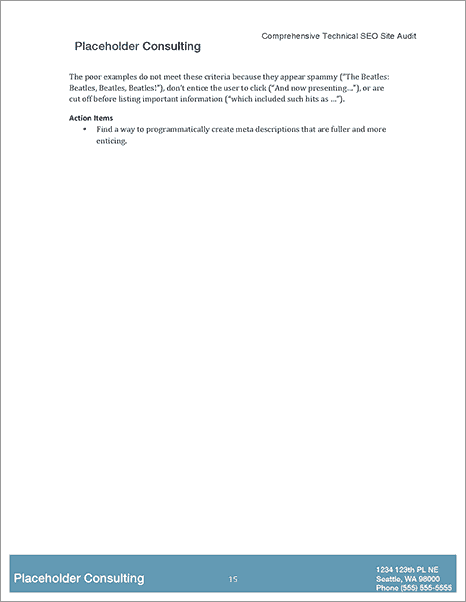 Comprehensive Technical SEO Site Audit
Placeholder Consulting
The poor examples do not meet these criteria because they appear spammy (“The Beatles:
Beatles, Beatles, Beatles!”), don’t entice the user to click (“And now presenting…”), or are
cut off before listing important information (“which included such hits as …”).
Action Items
• Find a way to programmatically create meta descriptions that are fuller and more
enticing.
Placeholder Consulting
15
1234 123th PL NE
Seattle, WA 98000
Phone (555) 555-5555